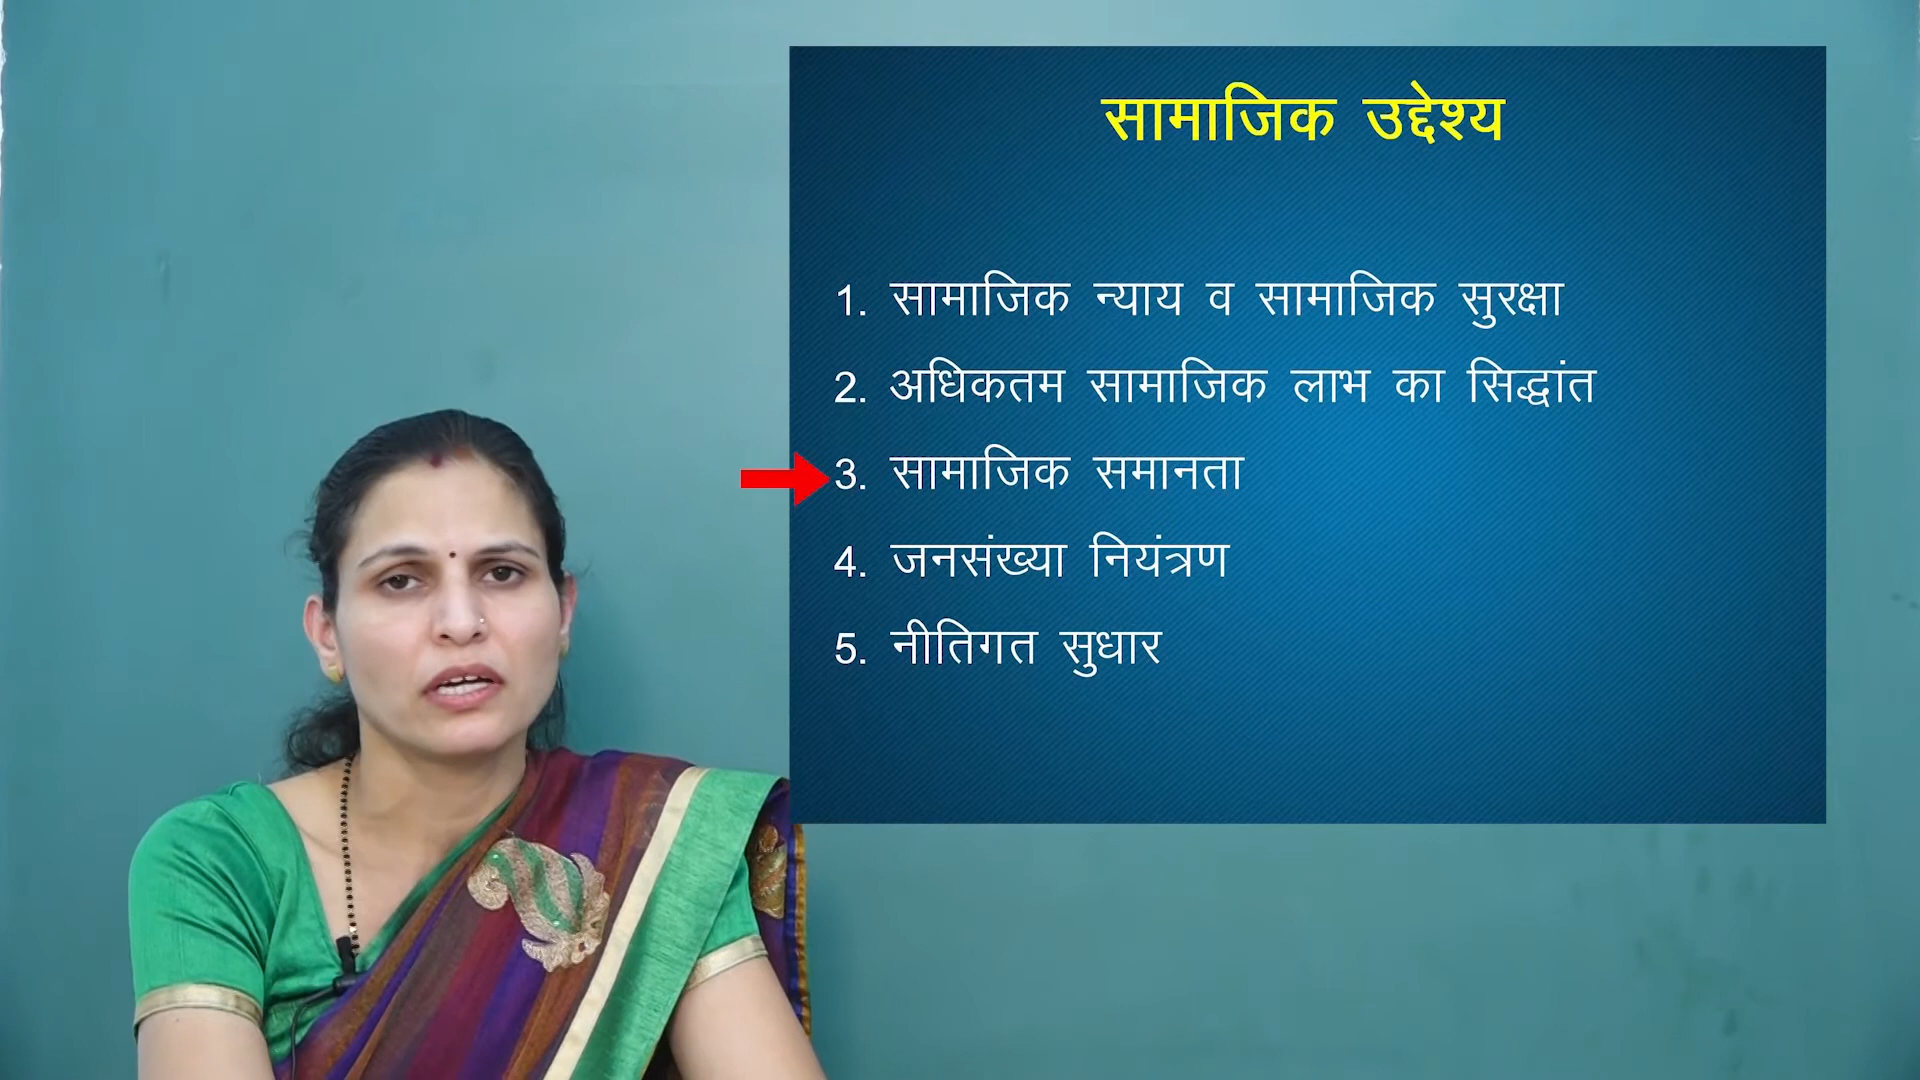 सामाजिक उद्देश्य
1. सामाजिक न्याय व सामाजिक सुरक्षा
2. अधिकतम सामाजिक लाभ का सिद्धांत
3. सामाजिक समानता
4. जनसंख्या नियंत्रण
5. नीतिगत सुधार